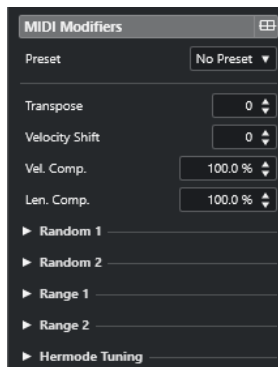 MIDI Modifiers
Preset No Preset
Transpose 0
Velocity Shift 0
Vel. Comp. 100.0 %
Len. Comp. 100.0 %
Random 1
Random 2
Range 1
Range 2
Hermode Tuning